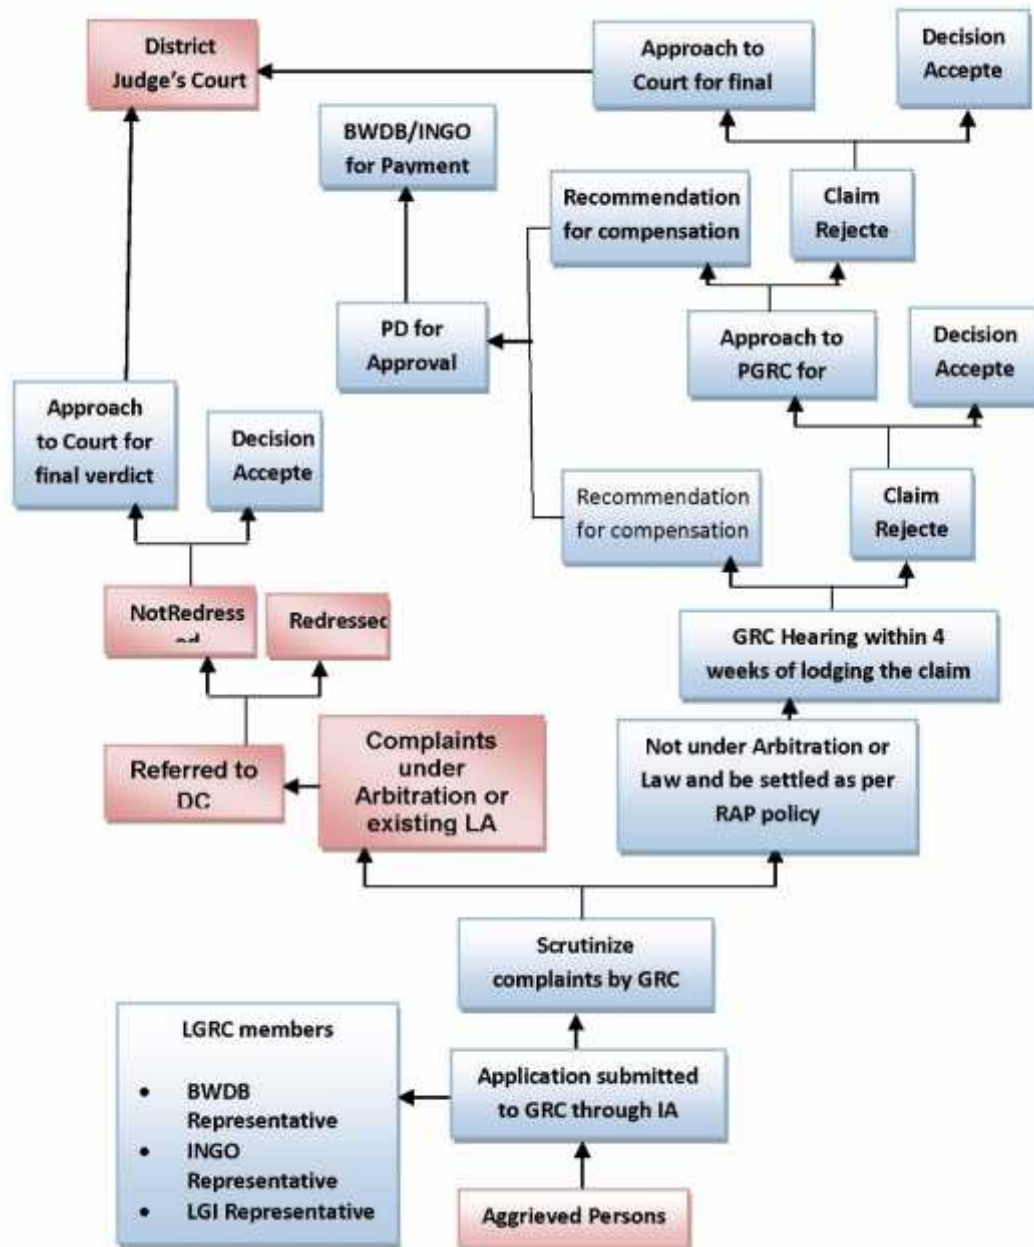 District
Judge's Court
Approach to
Court for final
Decision
Accepte
BWDB/INGO
for Payment
Recommendation
for compensation
Claim
Rejecte
PD for
Approval
Approach to
PGRC for
Decision
Accepte
Approach
to Court for
final verdict
Decision
Accepte
Recommendation
for compensation
Claim
Rejecte
NotRedress
ed
Redressed
GRC Hearing within 4
weeks of lodging the claim
Referred to
DC
Complaints
under
Arbitration or
existing LA
Not under Arbitration or
Law and be settled as per
RAP policy
Scrutinize
complaints by GRC
LGRC members
• BWDB
Representative
• INGO
Representative
• LGI Representative
Application submitted
to GRC through IA
Aggrieved Persons